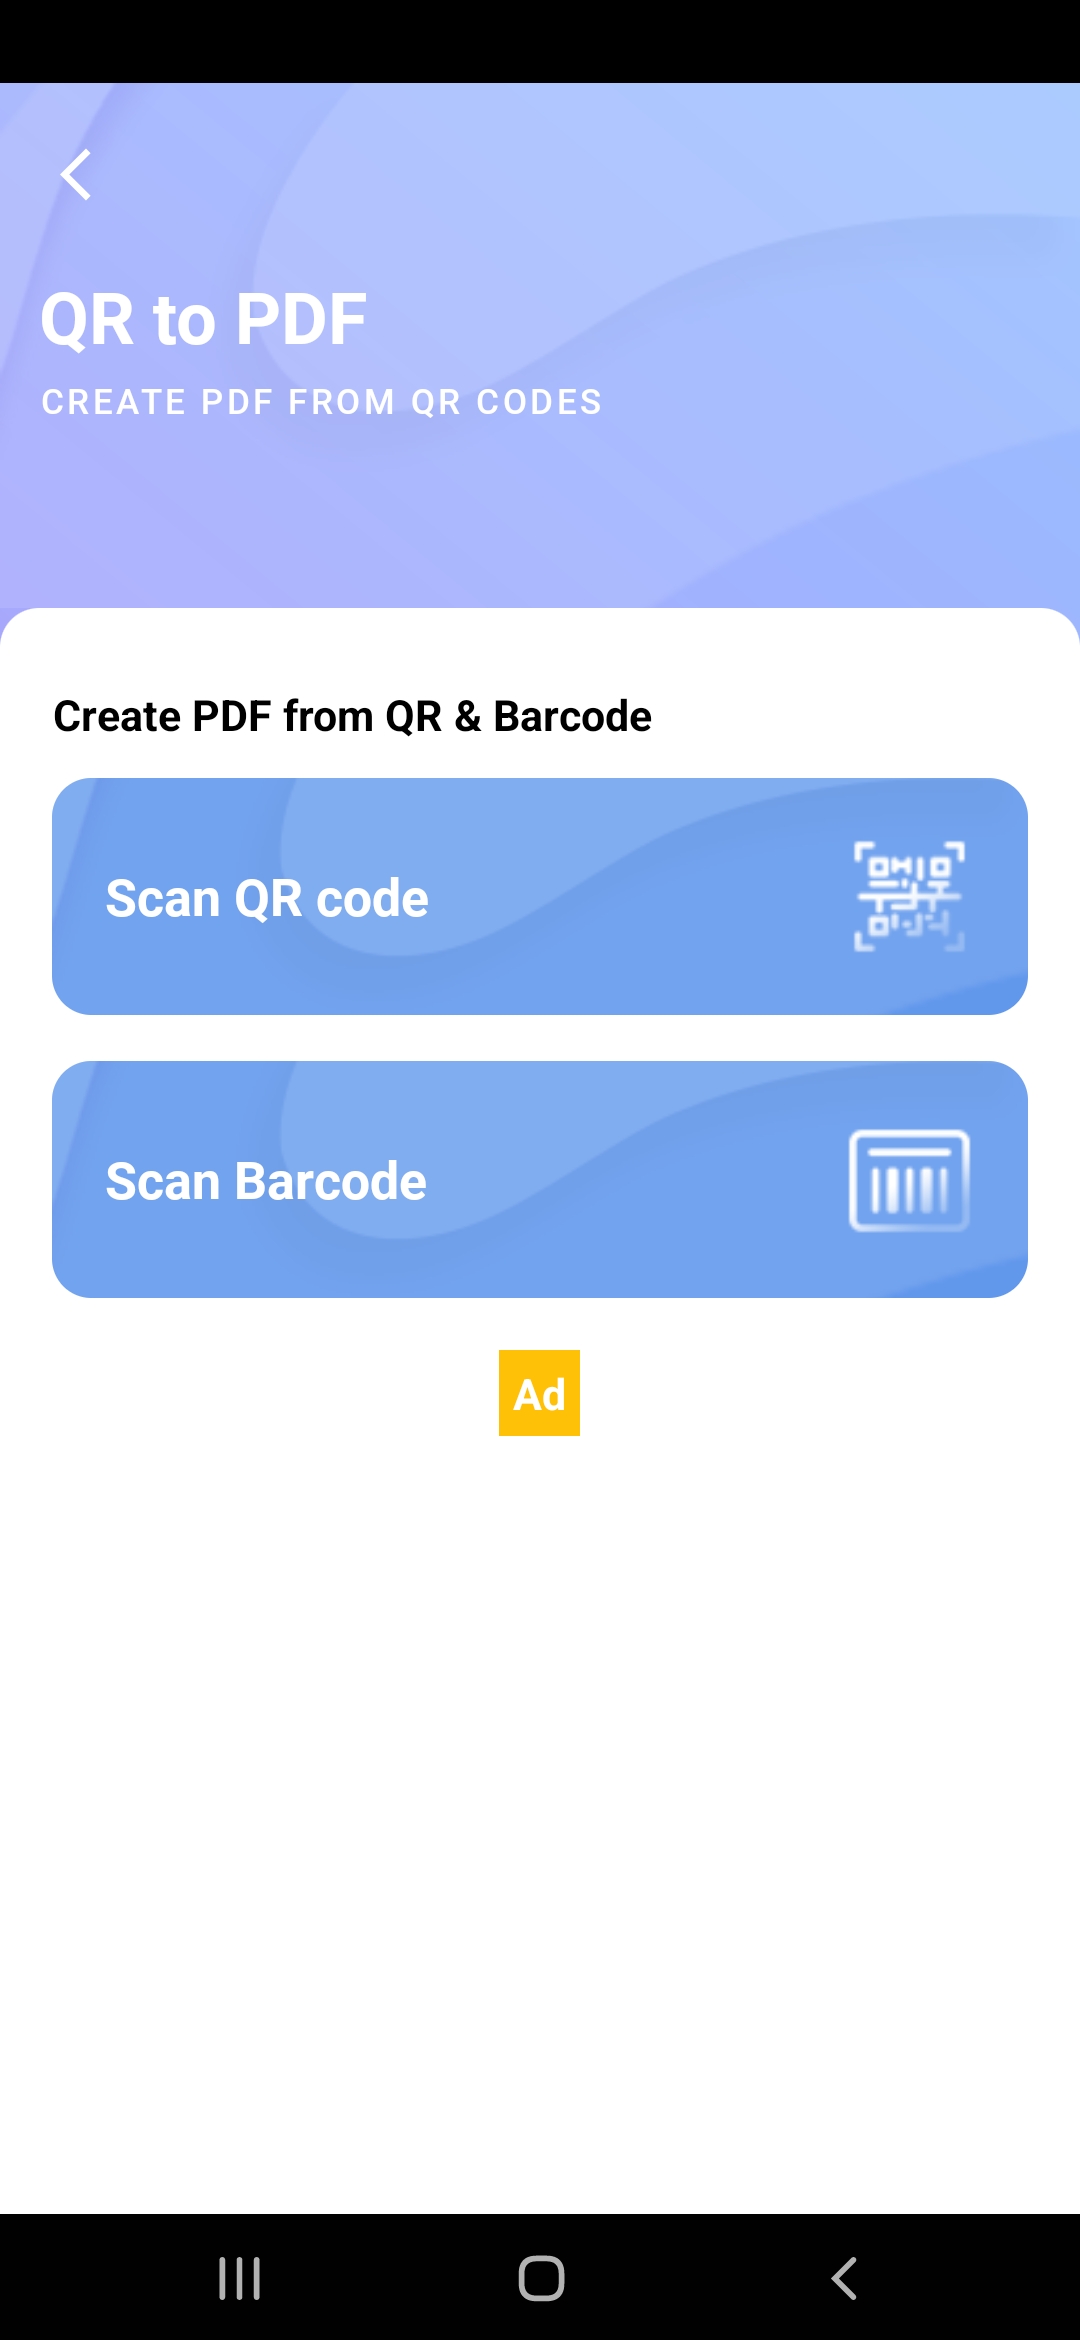 QR to PDF
CREATE PDF FROM QR CODES
Create PDF from QR & Barcode
Scan QR code
Scan Barcode
Ad